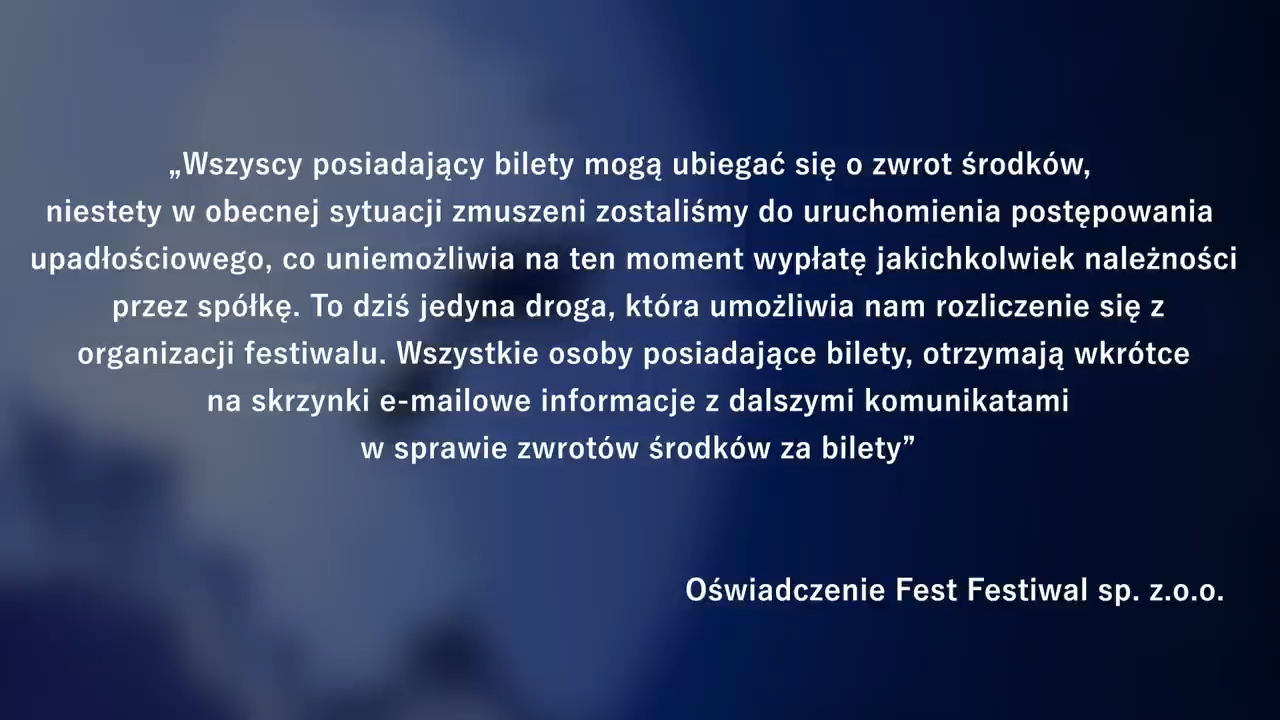 „Wszyscy posiadający bilety mogą ubiegać się o zwrot środków,
niestety w obecnej sytuacji zmuszeni zostaliśmy do uruchomienia postępowania
upadłościowego, co uniemożliwia na ten moment wypłatę jakichkolwiek należności
przez spółkę. To dziś jedyna droga, która umożliwia nam rozliczenie się z
organizacji festiwalu. Wszystkie osoby posiadające bilety, otrzymają wkrótce
na skrzynki e-mailowe informacje z dalszymi komunikatami
w sprawie zwrotów środków za bilety”
Oświadczenie Fest Festiwal sp. z.o.o.